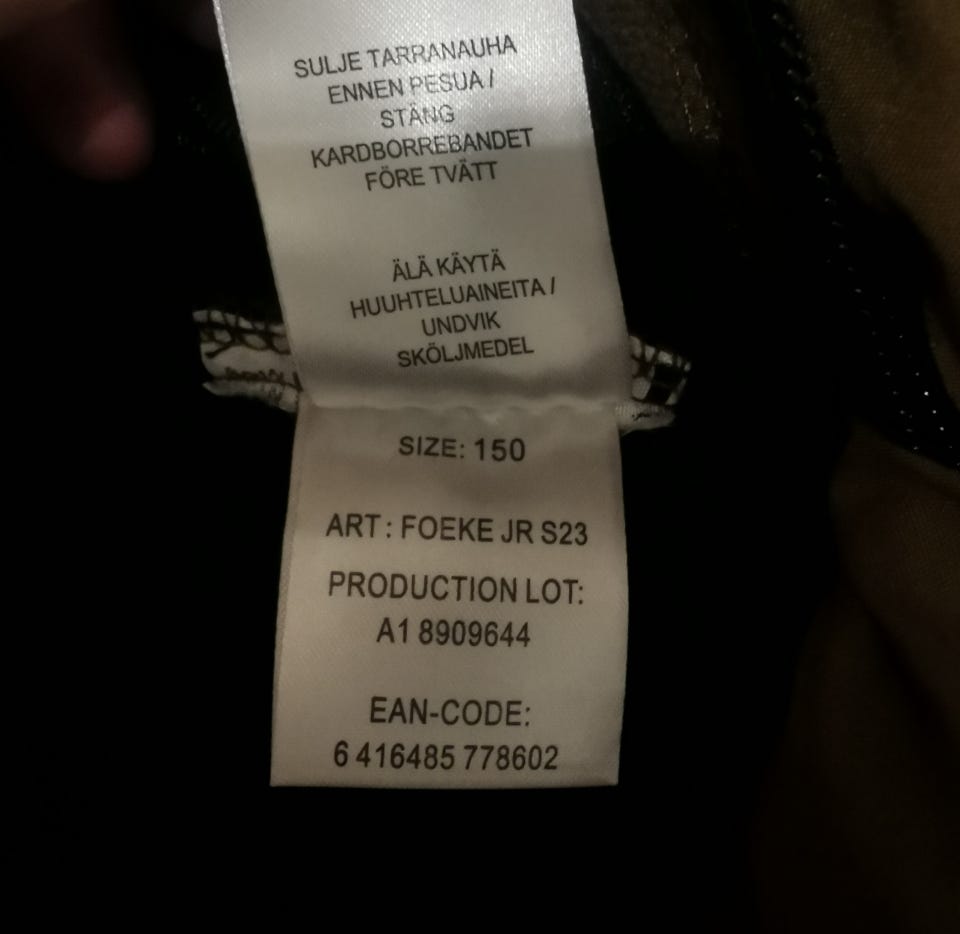 SULJE TARRANAUHA
ENNEN PESUA /
STÄNG
KARDBORREBANDET
FÖRE TVÄTT
ÄLÄ KÄYTÄ
HUUHTELUAINEITA /
UNDVIK
SKÖLJMEDEL
SIZE: 150
ART : FOEKE JR S23
PRODUCTION LOT:
A1 8909644
EAN-CODE:
6 416485 778602